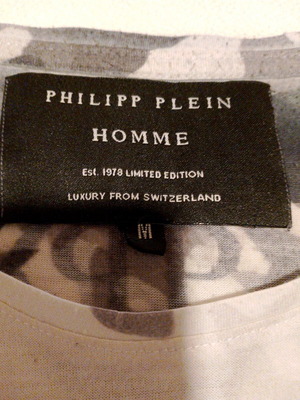 PHILIPP PLEIN
HOMME
Est. 1978 LIMITED EDITION
LUXURY FROM SWITZERLAND
M